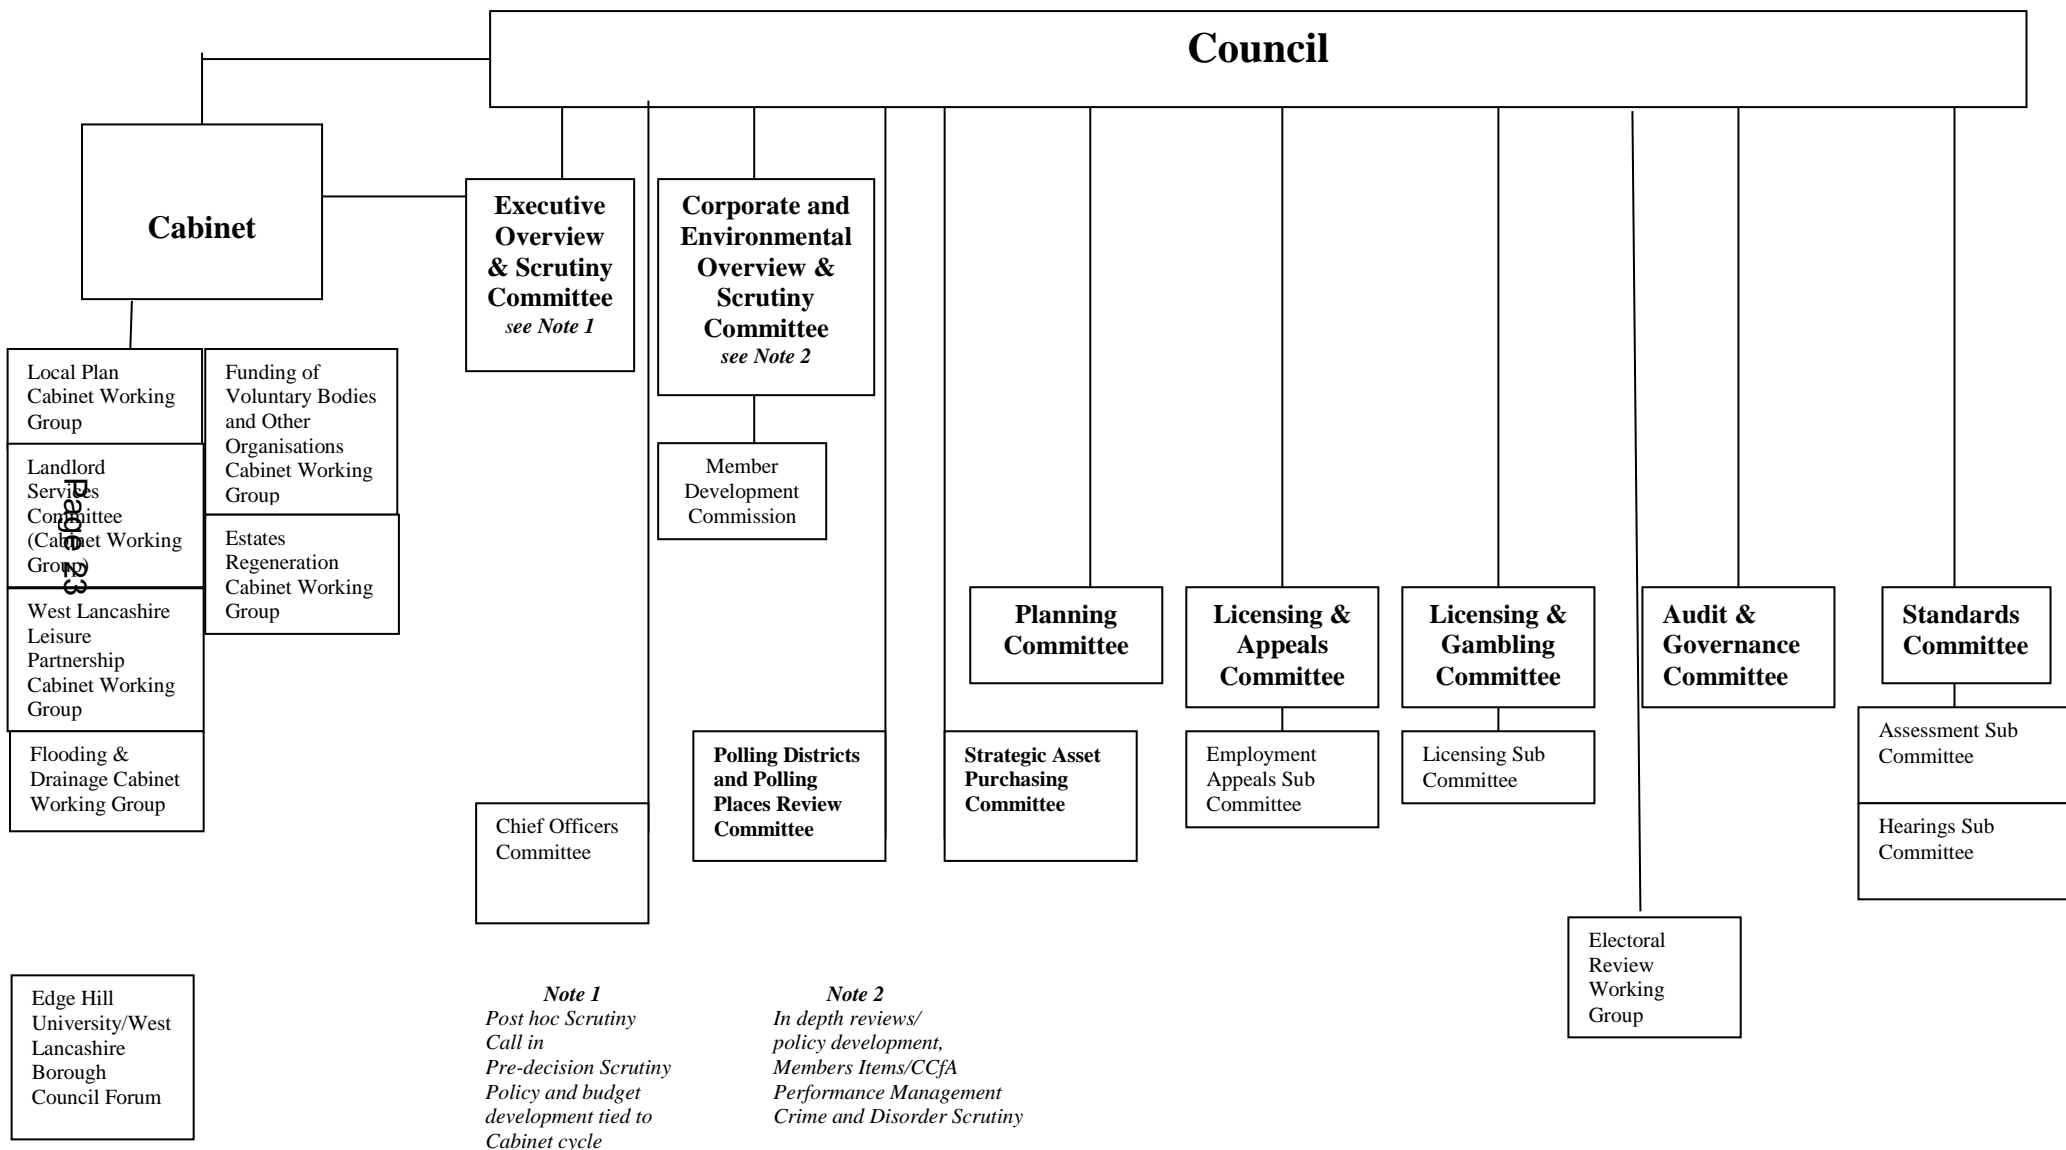 Council
Cabinet
Executive
Overview
& Scrutiny
Committee
see Note 1
Corporate and
Environmental
Overview &
Scrutiny
Committee
see Note 2
Local Plan
Cabinet Working
Group
Funding of
Voluntary Bodies
and Other
Organisations
Cabinet Working
Group
Landlord
Services
Committee
(Cabinet Working
Group)
Page 23
Estates
Regeneration
Cabinet Working
Group
West Lancashire
Leisure
Partnership
Cabinet Working
Group
Flooding &
Drainage Cabinet
Working Group
Member
Development
Commission
Planning
Committee
Licensing &
Appeals
Committee
Licensing &
Gambling
Committee
Audit &
Governance
Committee
Standards
Committee
Chief Officers
Committee
Polling Districts
and Polling
Places Review
Committee
Strategic Asset
Purchasing
Committee
Employment
Appeals Sub
Committee
Licensing Sub
Committee
Assessment Sub
Committee
Hearings Sub
Committee
Electoral
Review
Working
Group
Edge Hill
University/West
Lancashire
Borough
Council Forum
Note 1
Post hoc Scrutiny
Call in
Pre-decision Scrutiny
Policy and budget
development tied to
Cabinet cycle
Note 2
In depth reviews/
policy development,
Members Items/CCfA
Performance Management
Crime and Disorder Scrutiny